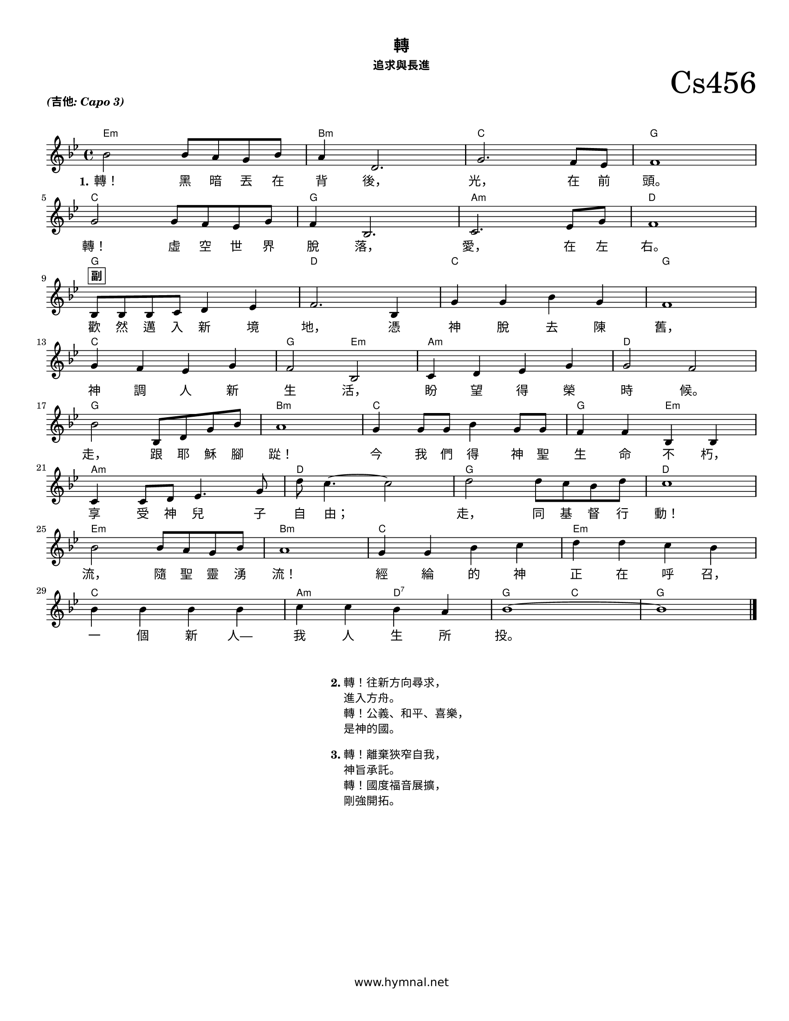 轉
追求與長進
Cs456
(吉他: Capo 3)
Em Bm C G
1. 轉！ 黑 暗 丟 在 背 後， 光， 在 前 頭。
5 C G Am D
轉！ 虛 空 世 界 脫 落， 愛， 在 左 右。
G D C G
副
9
歡 然 邁 入 新 境 地， 憑 神 脫 去 陳 舊，
13 C G Em Am D
神 調 人 新 生 活， 盼 望 得 榮 時 候。
17 G Bm C G Em
走， 跟 耶 穌 腳 蹤！ 今 我 們 得 神 聖 生 命 不 朽，
21 Am D G D
享 受 神 兒 子 自 由； 走， 同 基 督 行 動！
25 Em Bm C Em
流， 隨 聖 靈 湧 流！ 經 綸 的 神 正 在 呼 召，
29 C Am D7 G C G
一 個 新 人— 我 人 生 所 投。
2. 轉！往新方向尋求，
進入方舟。
轉！公義、和平、喜樂，
是神的國。
3. 轉！離棄狹窄自我，
神旨承託。
轉！國度福音展擴，
剛強開拓。
www.hymnal.net